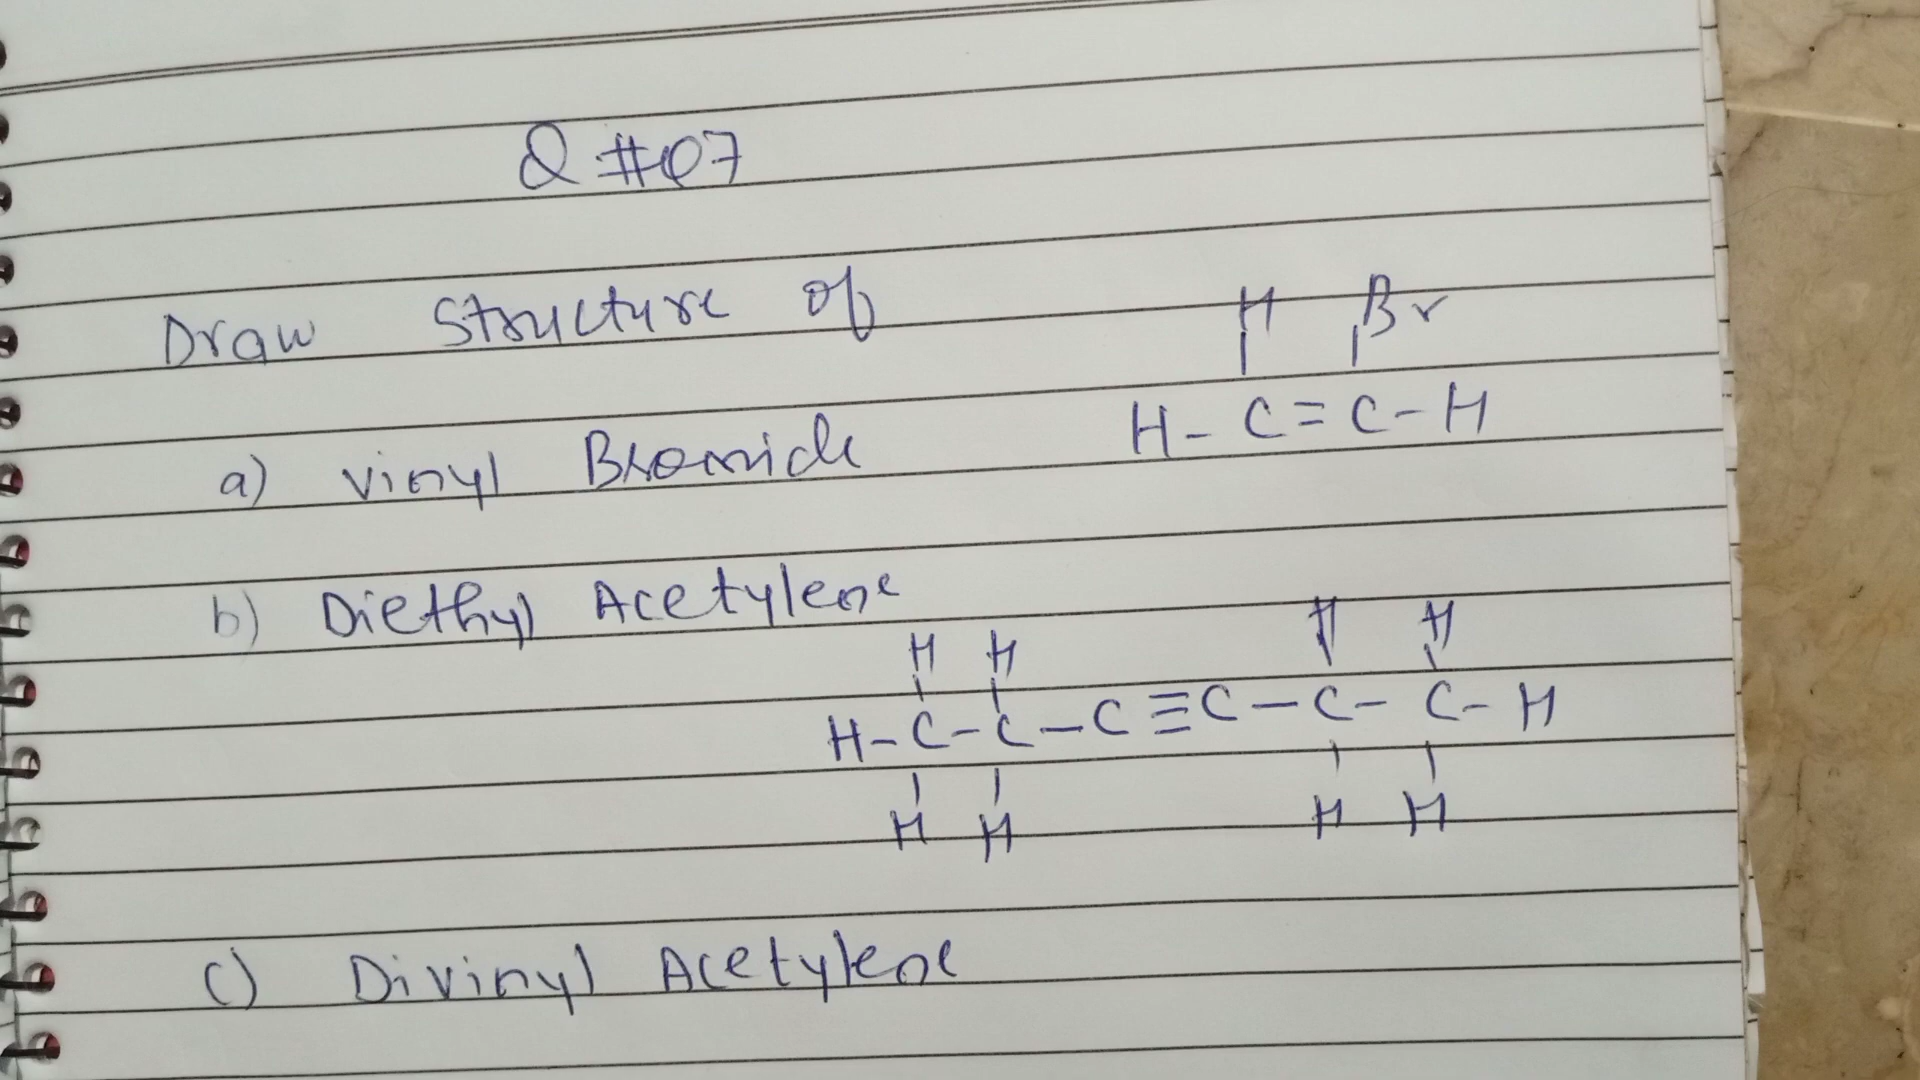 Q #07
Draw Structure of
H Br
H - C = C - H
a) Vinyl Bromide
b) Diethyl Acetylene
H H H H
H - C - C - C ≡ C - C - C - H
H H H H
c) Divinyl Acetylene